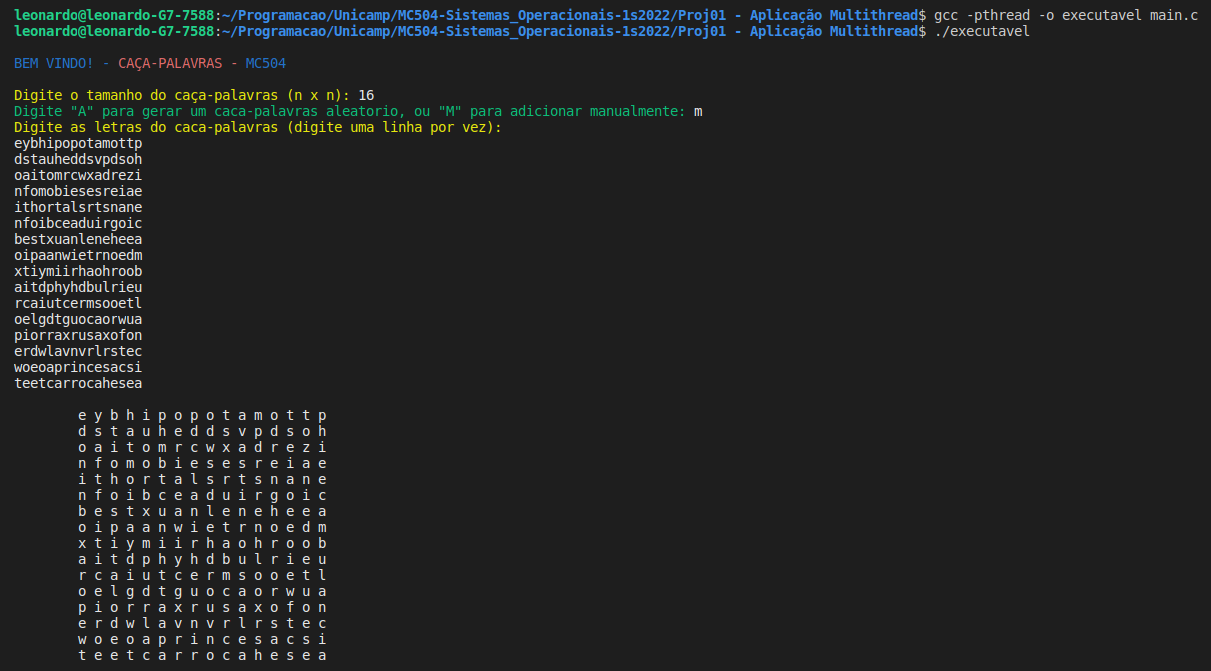 leonardo@leonardo-G7-7588:~/Programacao/Unicamp/MC504-Sistemas_Operacionais-1s2022/Proj01 - Aplicação Multithread$ gcc -pthread -o executavel main.c
leonardo@leonardo-G7-7588:~/Programacao/Unicamp/MC504-Sistemas_Operacionais-1s2022/Proj01 - Aplicação Multithread$ ./executavel
BEM VINDO! - CAÇA-PALAVRAS - MC504
Digite o tamanho do caça-palavras (n x n): 16
Digite "A" para gerar um caca-palavras aleatorio, ou "M" para adicionar manualmente: m
Digite as letras do caca-palavras (digite uma linha por vez):
eybhipopotamottp
dstauheddsvpdsoh
oaitomrcwxadrezi
nfomobiesesreiae
ithortalsrtsnane
nfoibceaduirgoic
bestxuanleneheea
oipaanwietrnoedm
xtiymiirhaohroob
aitdphyhdbulrieu
rcaiutcermsooetl
oelgdtguocaorwua
piorraxrusaxofon
erdwlavnvrlrstec
woeoaprincesacsi
teetcarrocahesea
e y b h i p o p o t a m o t t p
d s t a u h e d d s v p d s o h
o a i t o m r c w x a d r e z i
n f o m o b i e s e s r e i a e
i t h o r t a l s r t s n a n e
n f o i b c e a d u i r g o i c
b e s t x u a n l e n e h e e a
o i p a a n w i e t r n o e d m
x t i y m i i r h a o h r o o b
a i t d p h y h d b u l r i e u
r c a i u t c e r m s o o e t l
o e l g d t g u o c a o r w u a
p i o r r a x r u s a x o f o n
e r d w l a v n v r l r s t e c
w o e o a p r i n c e s a c s i
t e e t c a r r o c a h e s e a